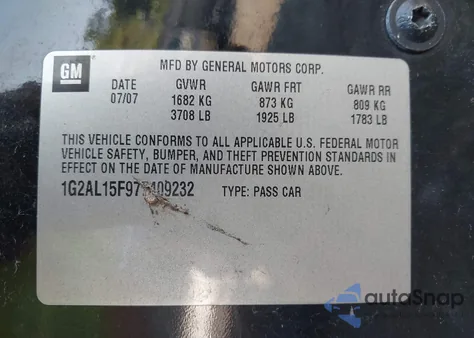 GM
MFD BY GENERAL MOTORS CORP.
DATE GVWR GAWR FRT GAWR RR
07/07 1682 KG 873 KG 809 KG
3708 LB 1925 LB 1783 LB
THIS VEHICLE CONFORMS TO ALL APPLICABLE U.S. FEDERAL MOTOR
VEHICLE SAFETY, BUMPER, AND THEFT PREVENTION STANDARDS IN
EFFECT ON THE DATE OF MANUFACTURE SHOWN ABOVE.
TYPE: PASS CAR
autoSnap